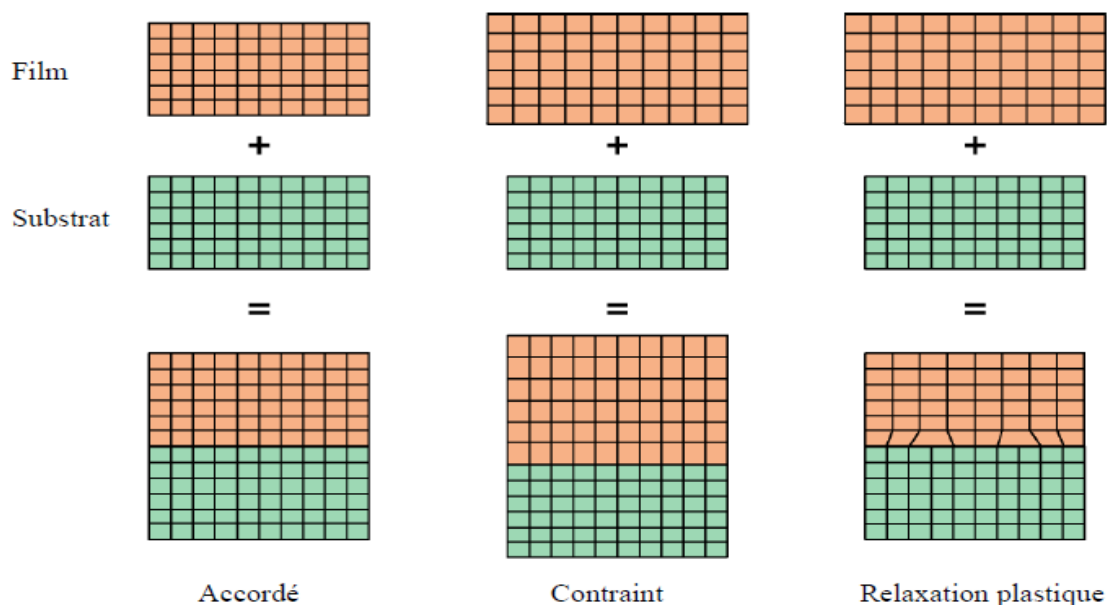 Film
+ + +
Substrat
= = =
Accordé Contraint Relaxation plastique